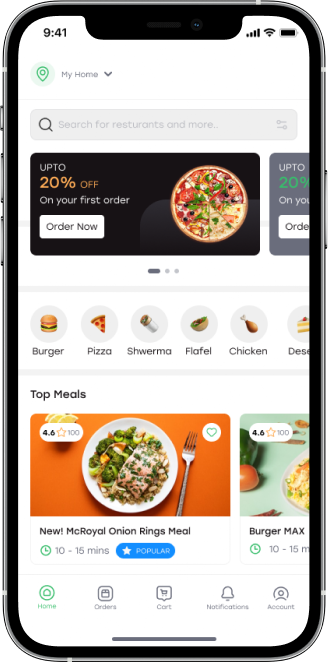 9:41
My Home
Search for resturants and more..
UPTO
20% OFF
On your first order
Order Now
UPTO
20%
On you
Orde
Burger Pizza Shwerma Flafel Chicken Dese
Top Meals
4.6 100
4.6 100
New! McRoyal Onion Rings Meal
10 - 15 mins POPULAR
Burger MAX
10 - 15 m
Home Orders Cart Notifications Account